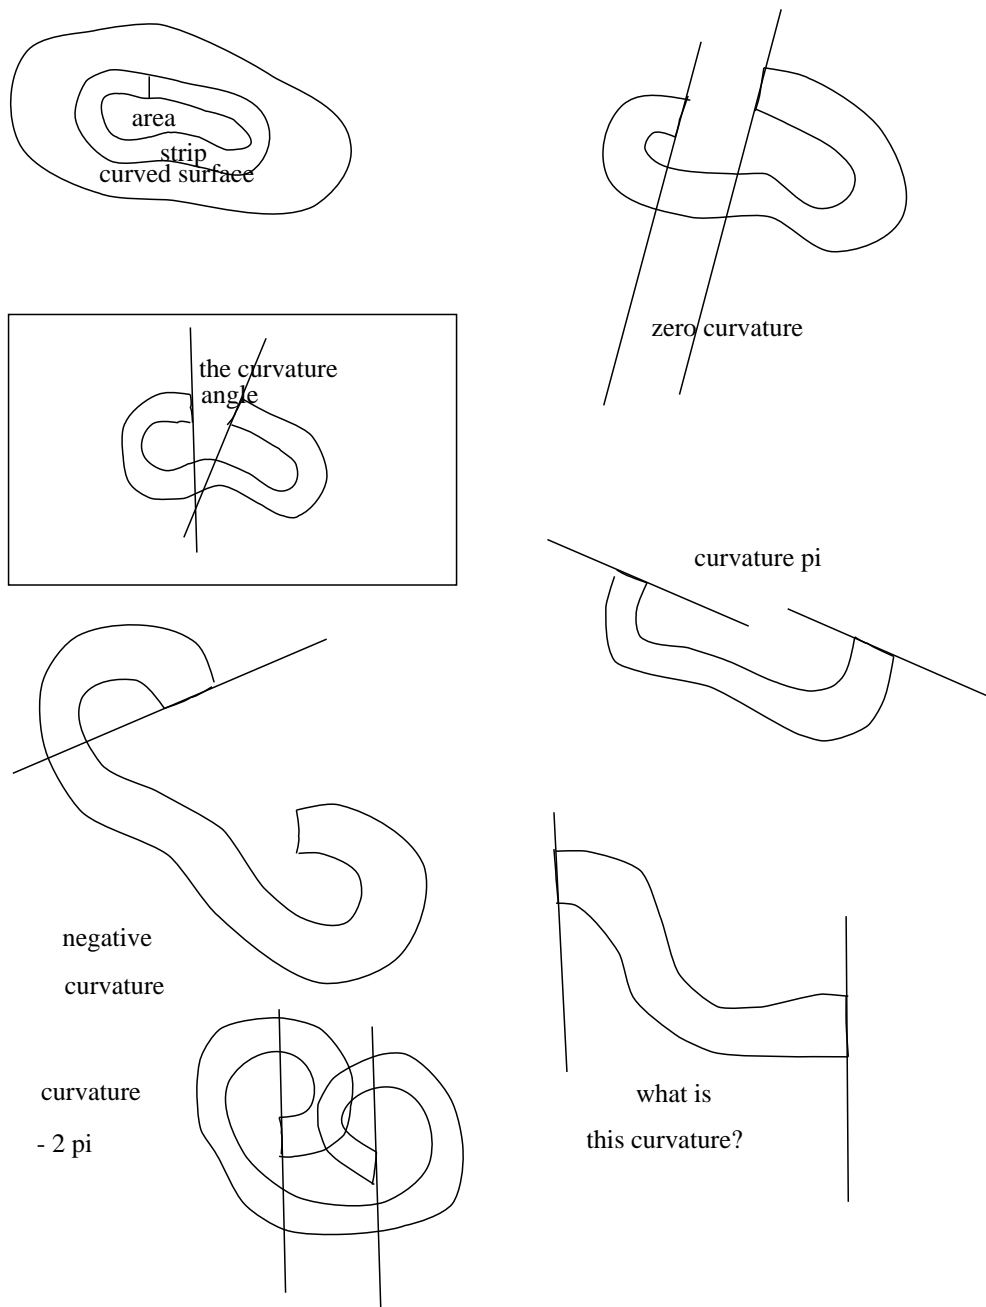 area
strip
curved surface
zero curvature
the curvature
angle
curvature pi
negative
curvature
curvature
- 2 pi
what is
this curvature?